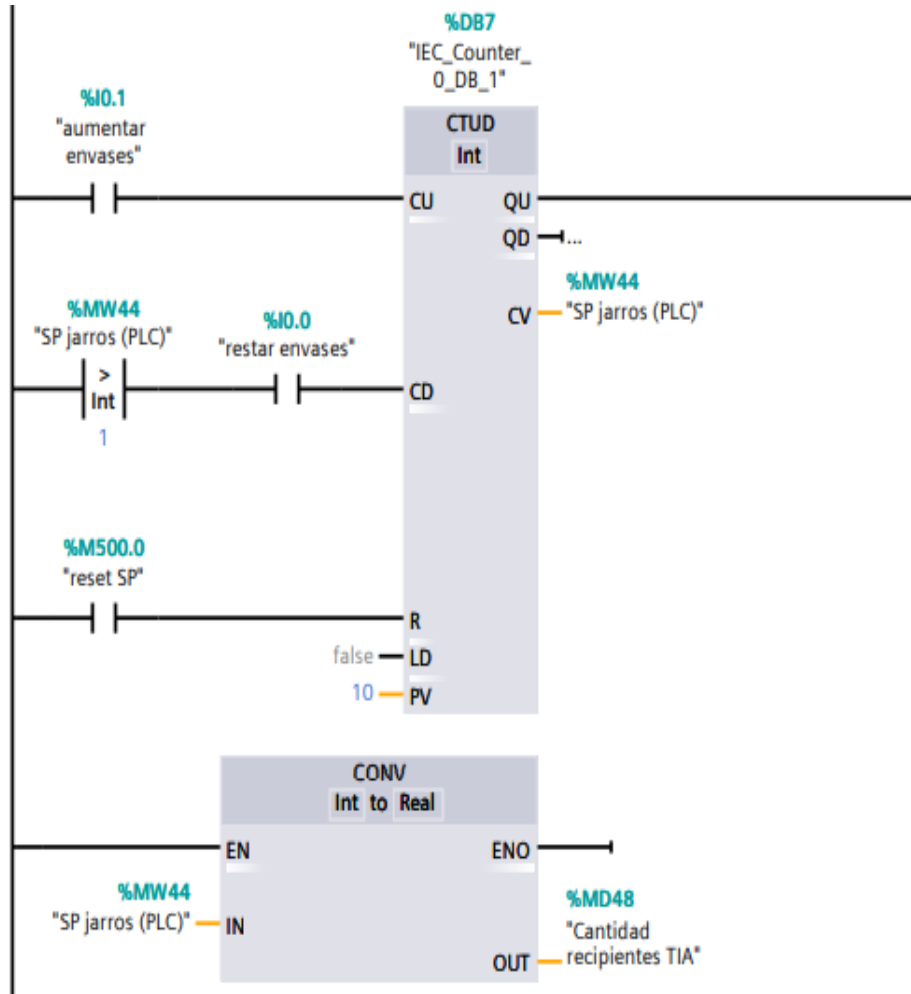 %DB7
"IEC_Counter_
0_DB_1"
%I0.1
"aumentar
envases"
CTUD
Int
CU
QU
QD
...
%MW44
"SP jarros (PLC)"
CV
%MW44
"SP jarros (PLC)"
>
Int
1
%I0.0
"restar envases"
CD
%M500.0
"reset SP"
R
false
LD
10
PV
CONV
Int to Real
EN
ENO
%MW44
"SP jarros (PLC)"
IN
%MD48
"Cantidad
recipientes TIA"
OUT